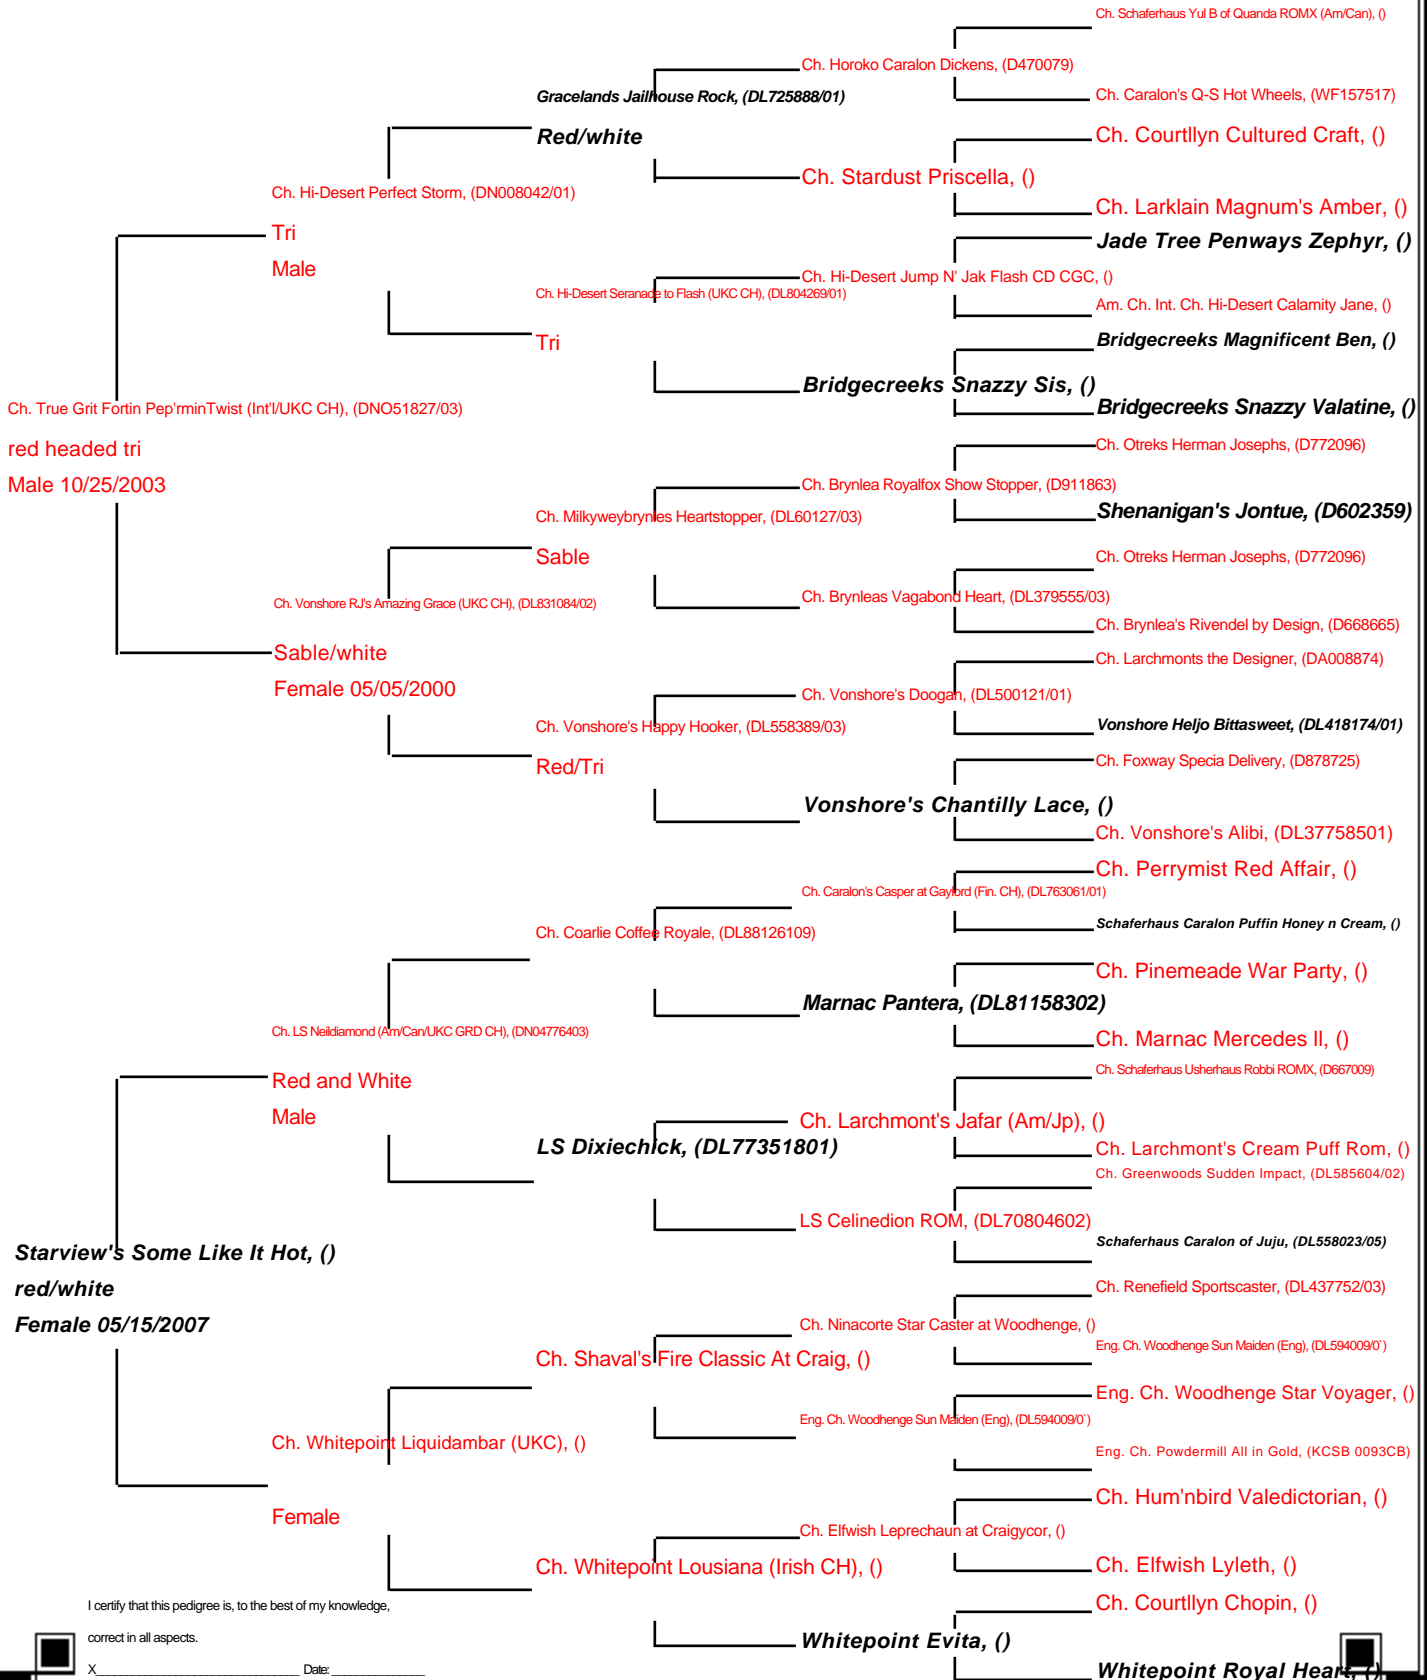 Ch. Schaferhaus Yul B of Quanda ROMX (Am/Can), ()
Ch. Horoko Caralon Dickens, (D470079)
Gracelands Jailhouse Rock, (DL725888/01)
Ch. Caralon's Q-S Hot Wheels, (WF157517)
Red/white
Ch. Courtllyn Cultured Craft, ()
Ch. Stardust Priscella, ()
Ch. Hi-Desert Perfect Storm, (DN008042/01)
Ch. Larklain Magnum's Amber, ()
Tri
Jade Tree Penways Zephyr, ()
Male
Ch. Hi-Desert Jump N' Jak Flash CD CGC, ()
Ch. Hi-Desert Seranade to Flash (UKC CH), (DL804269/01)
Am. Ch. Int. Ch. Hi-Desert Calamity Jane, ()
Tri
Bridgecreeks Magnificent Ben, ()
Bridgecreeks Snazzy Sis, ()
Ch. True Grit Fortin Pep'rminTwist (Int'l/UKC CH), (DNO51827/03)
Bridgecreeks Snazzy Valatine, ()
red headed tri
Ch. Otreks Herman Josephs, (D772096)
Male 10/25/2003
Ch. Brynlea Royalfox Show Stopper, (D911863)
Ch. Milkyweybrynles Heartstopper, (DL60127/03)
Shenanigan's Jontue, (D602359)
Sable
Ch. Otreks Herman Josephs, (D772096)
Ch. Vonshore RJ's Amazing Grace (UKC CH), (DL831084/02)
Ch. Brynleas Vagabond Heart, (DL379555/03)
Ch. Brynlea's Rivendel by Design, (D668665)
Sable/white
Ch. Larchmonts the Designer, (DA008874)
Female 05/05/2000
Ch. Vonshore's Doogan, (DL500121/01)
Ch. Vonshore's Happy Hooker, (DL558389/03)
Vonshore Heljo Bittasweet, (DL418174/01)
Red/Tri
Ch. Foxway Specia Delivery, (D878725)
Vonshore's Chantilly Lace, ()
Ch. Vonshore's Alibi, (DL37758501)
Ch. Perrymist Red Affair, ()
Ch. Caralon's Casper at Gaylord (Fin. CH), (DL763061/01)
Ch. Coarlie Coffee Royale, (DL88126109)
Schaferhaus Caralon Puffin Honey n Cream, ()
Ch. Pinemeade War Party, ()
Marnac Pantera, (DL81158302)
Ch. LS Neildiamond (Am/Can/UKC GRD CH), (DN04776403)
Ch. Marnac Mercedes ll, ()
Red and White
Ch. Schaferhaus Usherhaus Robbi ROMX, (D667009)
Male
Ch. Larchmont's Jafar (Am/Jp), ()
LS Dixiechick, (DL77351801)
Ch. Larchmont's Cream Puff Rom, ()
Ch. Greenwoods Sudden Impact, (DL585604/02)
LS Celinedion ROM, (DL70804602)
Schaferhaus Caralon of Juju, (DL558023/05)
Starview's Some Like It Hot, ()
red/white
Ch. Renefield Sportscaster, (DL437752/03)
Female 05/15/2007
Ch. Ninacorte Star Caster at Woodhenge, ()
Ch. Shaval's Fire Classic At Craig, ()
Eng. Ch. Woodhenge Sun Maiden (Eng), (DL594009/0`)
Eng. Ch. Woodhenge Star Voyager, ()
Eng. Ch. Woodhenge Sun Maiden (Eng), (DL594009/0`)
Ch. Whitepoint Liquidambar (UKC), ()
Eng. Ch. Powdermill All in Gold, (KCSB 0093CB)
Ch. Hum'nbird Valedictorian, ()
Female
Ch. Elfwish Leprechaun at Craigycor, ()
Ch. Whitepoint Lousiana (Irish CH), ()
Ch. Elfwish Lyleth, ()
Ch. Courtllyn Chopin, ()
I certify that this pedigree is, to the best of my knowledge,
correct in all aspects.
Whitepoint Evita, ()
X__________________________________ Date: _______________
Whitepoint Royal Heart, ()